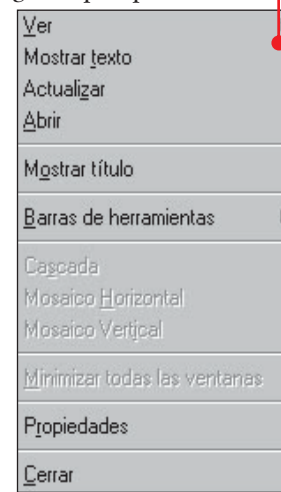 Ver
Mostrar texto
Actualizar
Abrir
Mostrar título
Barras de herramientas
Cascada
Mosaico Horizontal
Mosaico Vertical
Minimizar todas las ventanas
Propiedades
Cerrar